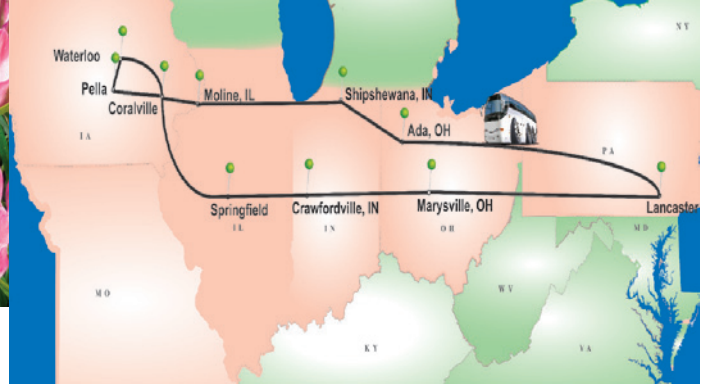 NY
Waterloo
Pella
Coralville
Moline, IL
Shipshewana, IN
Ada, OH
IA
PA
Springfield
Crawfordville, IN
Marysville, OH
Lancaster
IL
IN
OH
MD
MO
WV
KY
VA